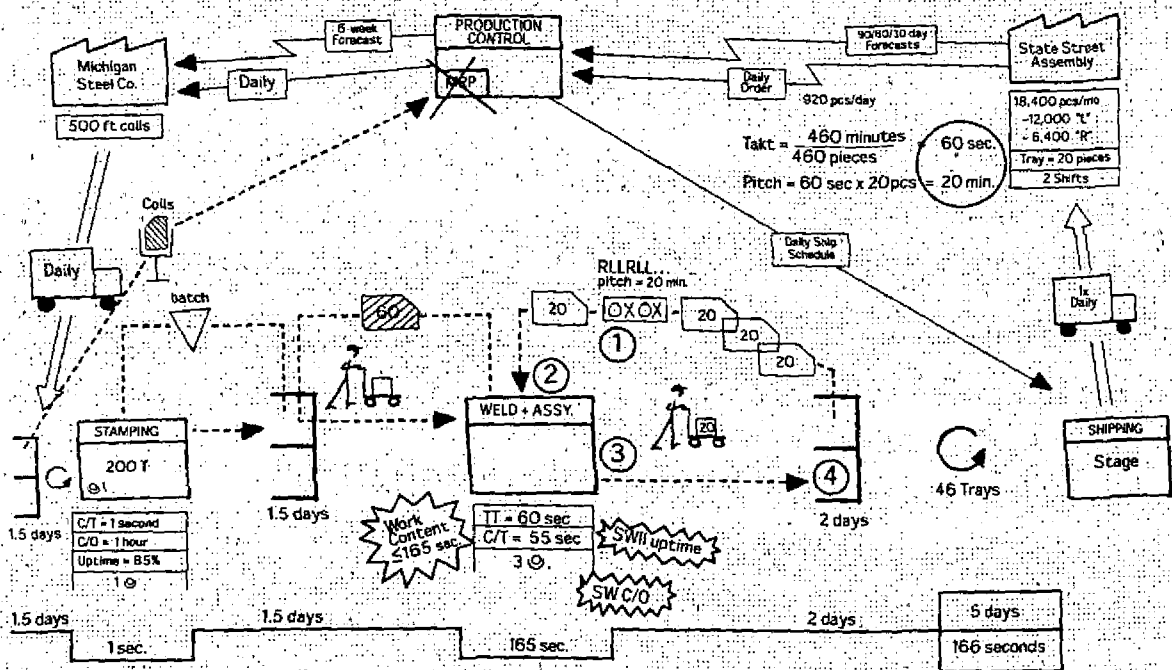 Michigan
Steel Co.
500 ft coils
6-week
Forecast
Daily
PRODUCTION
CONTROL
MRP
90/60/30 day
Forecasts
Daily
Order
920 pcs/day
State Street
Assembly
18,400 pcs/mo
-12,000 "L"
- 6,400 "R"
Tray = 20 pieces
2 Shifts
Takt = 460 minutes
460 pieces
= 60 sec.
Pitch = 60 sec x 20pcs = 20 min.
Coils
Daily
batch
60
RLLRLL...
pitch = 20 min.
20
OXOX
20
20
20
1
Daily Ship
Schedule
1x
Daily
2
STAMPING
200 T
1
WELD + ASSY.
3
20
4
46 Trays
SHIPPING
Stage
1.5 days
C/T = 1 second
C/O = 1 hour
Uptime = 85%
1
1.5 days
Work
Content
≤165 sec.
TT = 60 sec
C/T = 55 sec
3
uptime
SW C/O
2 days
1.5 days
1 sec.
1.5 days
165 sec.
2 days
5 days
166 seconds